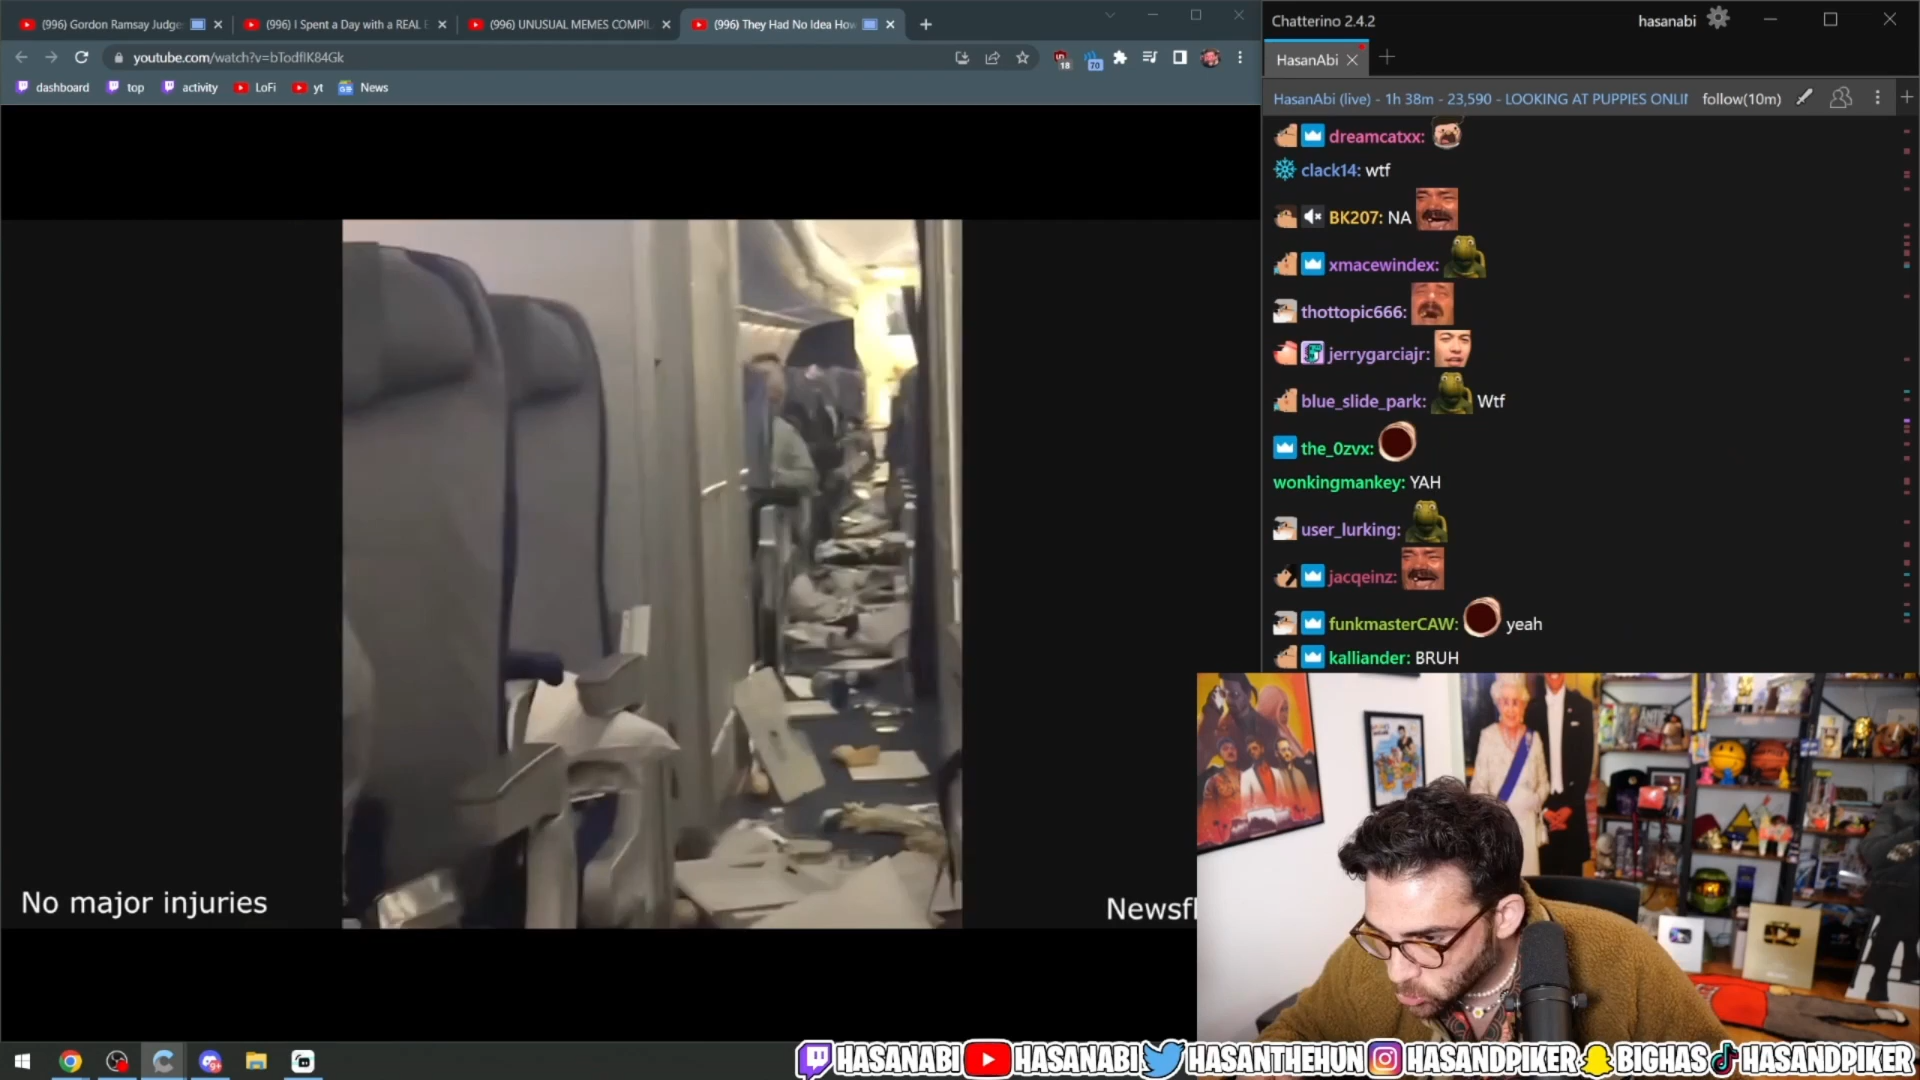 (996) Gordon Ramsay Judge
(996) I Spent a Day with a REAL
(996) UNUSUAL MEMES COMPIL
(996) They Had No Idea How
youtube.com/watch?v=bTodflK84Gk
18
70
dashboard
top
activity
LoFi
yt
News
No major injuries
Newsfl
Chatterino 2.4.2
hasanabi
HasanAbi
HasanAbi (live) - 1h 38m - 23,590 - LOOKING AT PUPPIES ONLI
follow(10m)
dreamcatxx:
clack14: wtf
BK207: NA
xmacewindex:
thottopic666:
jerrygarciajr:
blue_slide_park: Wtf
the_0zvx:
wonkingmankey: YAH
user_lurking:
jacqeinz:
funkmasterCAW: yeah
kalliander: BRUH
HASANABI HASANABI HASANTHEHUN HASANDPIKER BIGHAS HASANDPIKER